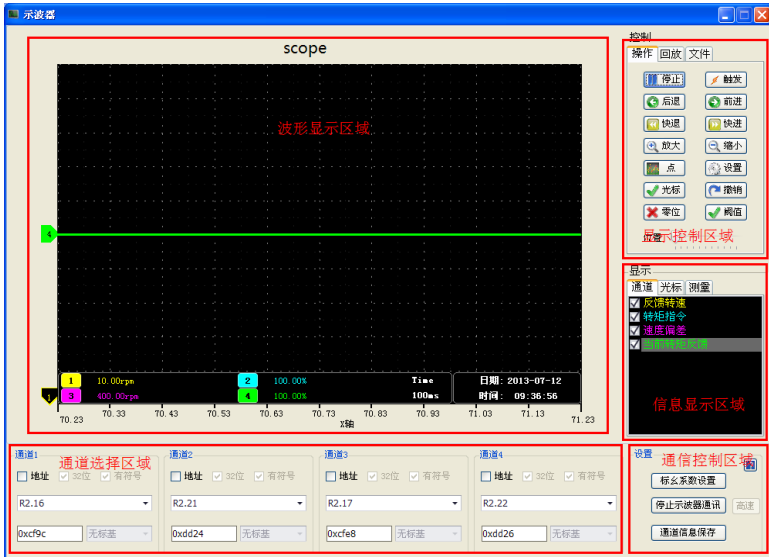 示波器
scope
波形显示区域
4
1
1 10.00rpm 2 100.00% Time 日期: 2013-07-12
3 400.00rpm 4 100.00% 100ms 时间: 09:36:56
70.23 70.33 70.43 70.53 70.63 70.73 70.83 70.93 71.03 71.13 71.23
X轴
控制
操作 回放 文件
停止 触发
后退 前进
快退 快进
放大 缩小
点 设置
光标 撤销
零位 阈值
位置
显示控制区域
显示
通道 光标 测量
反馈转速
转矩指令
速度偏差
当前转矩反馈
信息显示区域
通道1 通道2 通道3 通道4
通道选择区域
地址 32位 有符号 地址 32位 有符号 地址 32位 有符号 地址 32位 有符号
R2.16 R2.21 R2.17 R2.22
0xcf9c 无标基 0xdd24 无标基 0xcfe8 无标基 0xdd26 无标基
设置
通信控制区域
标幺系数设置
停止示波器通讯 高速
通道信息保存